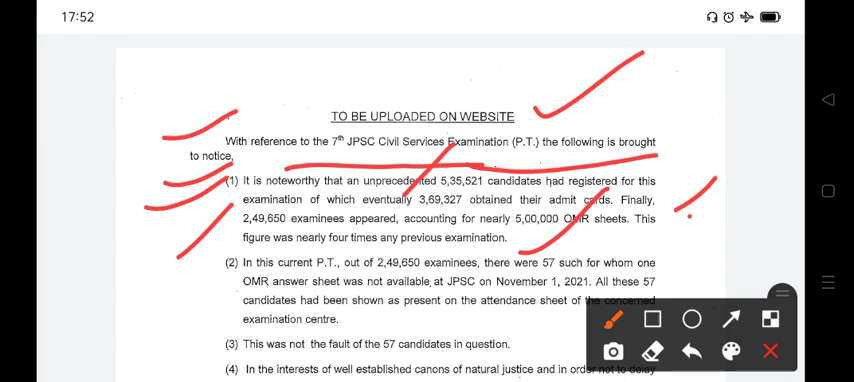 17:52
TO BE UPLOADED ON WEBSITE
With reference to the 7th JPSC Civil Services Examination (P.T.) the following is brought
to notice,
(1) It is noteworthy that an unprecedented 5,35,521 candidates had registered for this
examination of which eventually 3,69,327 obtained their admit cards. Finally,
2,49,650 examinees appeared, accounting for nearly 5,00,000 OMR sheets. This
figure was nearly four times any previous examination.
(2) In this current P.T., out of 2,49,650 examinees, there were 57 such for whom one
OMR answer sheet was not available at JPSC on November 1, 2021. All these 57
candidates had been shown as present on the attendance sheet of the concerned
examination centre.
(3) This was not the fault of the 57 candidates in question.
(4) In the interests of well established canons of natural justice and in order not to delay